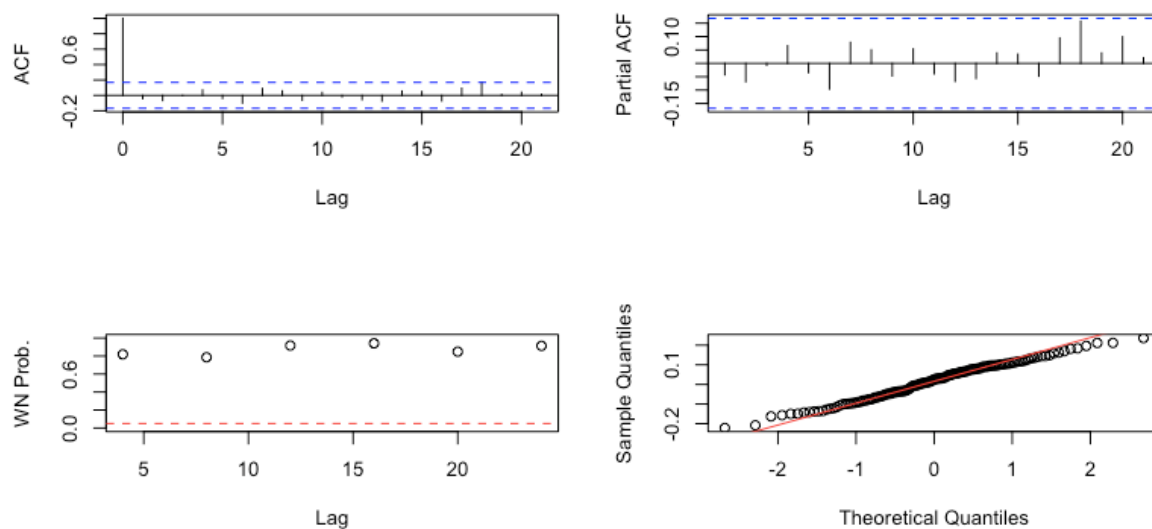 ACF
0.6
-0.2
0 5 10 15 20
Lag
Partial ACF
0.10
-0.15
5 10 15 20
Lag
WN Prob.
0.6
0.0
5 10 15 20
Lag
Sample Quantiles
0.1
-0.2
-2 -1 0 1 2
Theoretical Quantiles